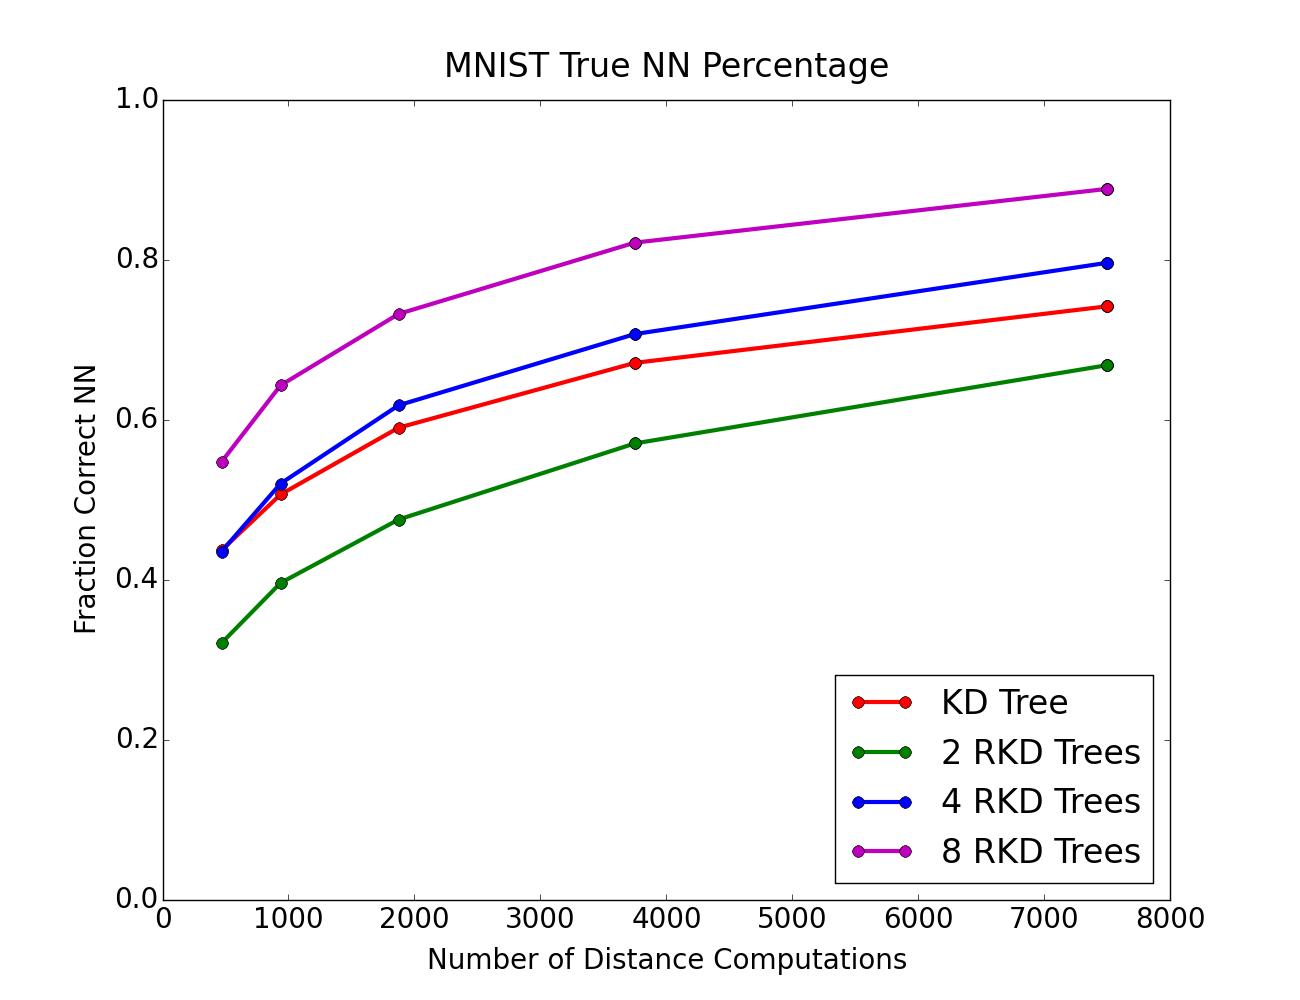 MNIST True NN Percentage
1.0
0.8
0.6
0.4
0.2
0.0
Fraction Correct NN
KD Tree
2 RKD Trees
4 RKD Trees
8 RKD Trees
0 1000 2000 3000 4000 5000 6000 7000 8000
Number of Distance Computations